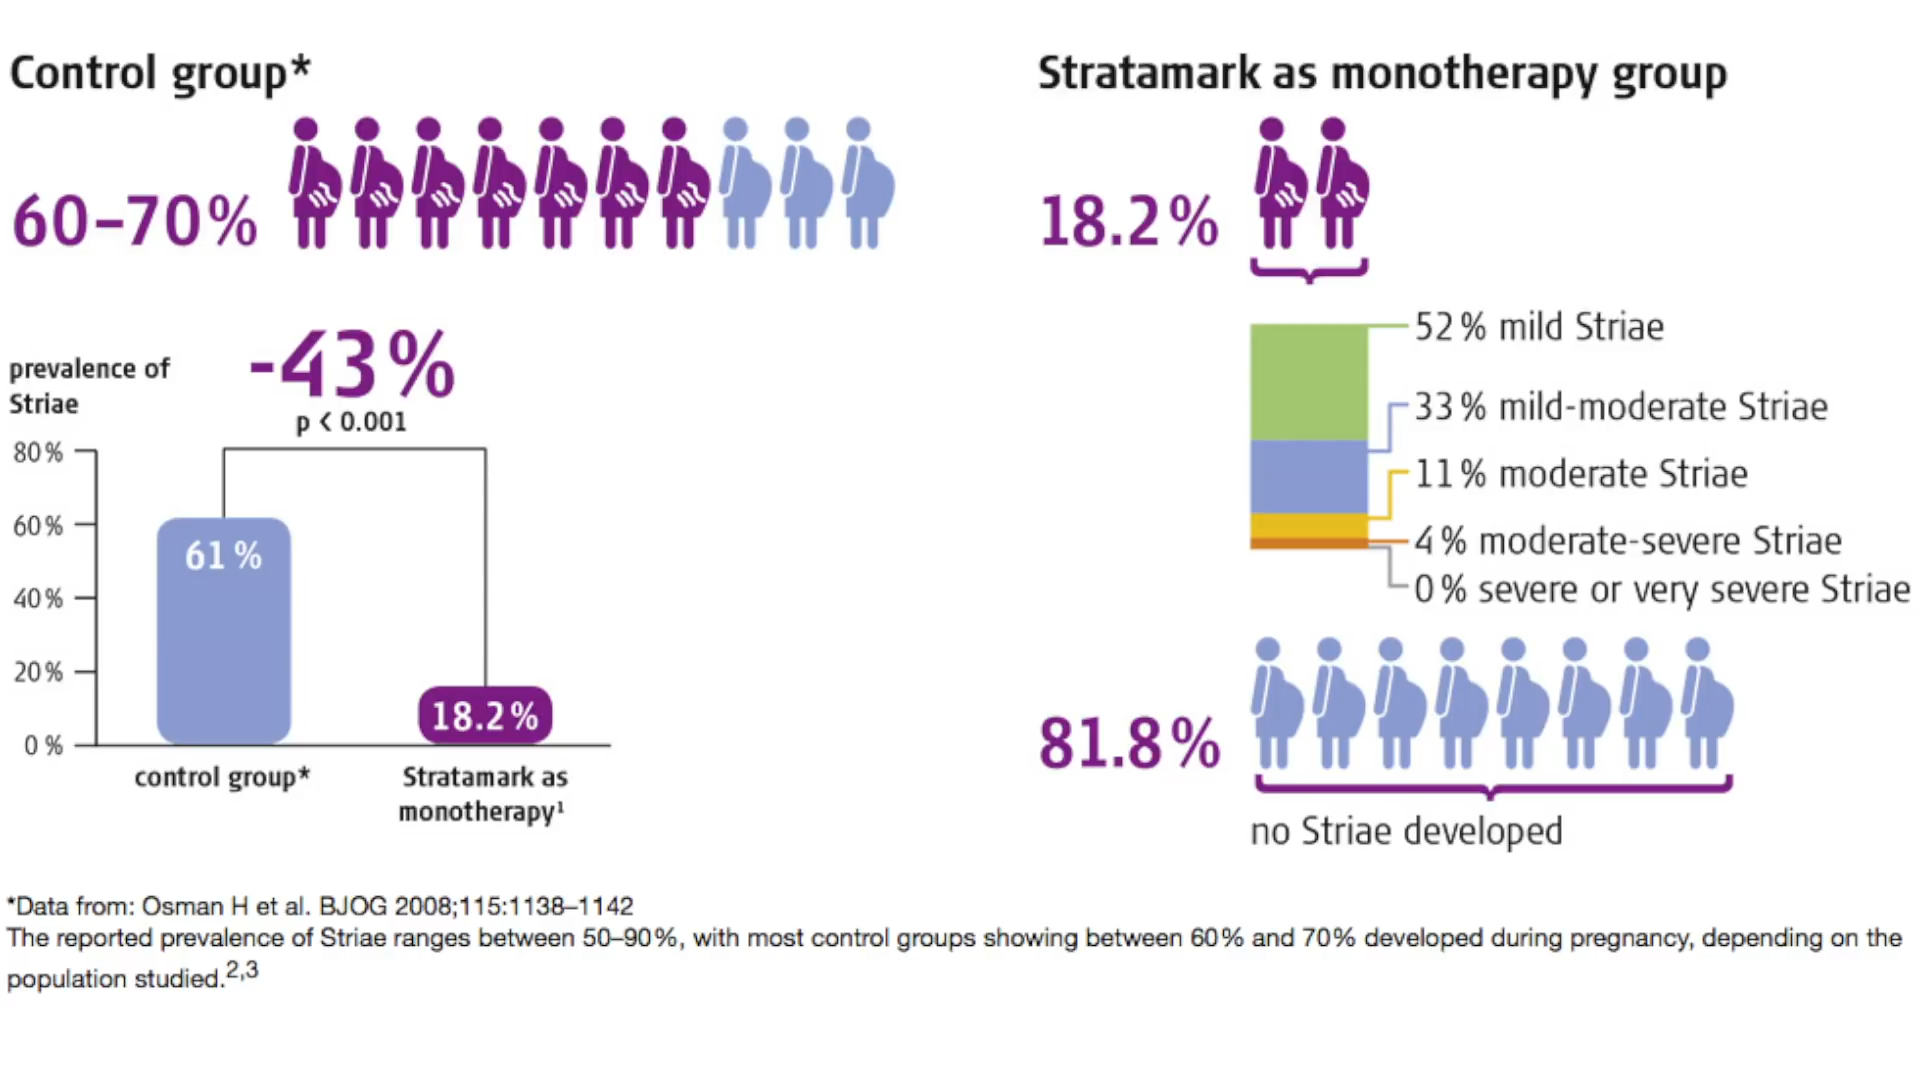 Control group*
60–70%
-43%
p < 0.001
prevalence of
Striae
80%
60%
40%
20%
0%
61%
18.2%
control group*
Stratamark as
monotherapy¹
Stratamark as monotherapy group
18.2%
52% mild Striae
33% mild-moderate Striae
11% moderate Striae
4% moderate-severe Striae
0% severe or very severe Striae
81.8%
no Striae developed
*Data from: Osman H et al. BJOG 2008;115:1138–1142
The reported prevalence of Striae ranges between 50–90%, with most control groups showing between 60% and 70% developed during pregnancy, depending on the
population studied.2,3